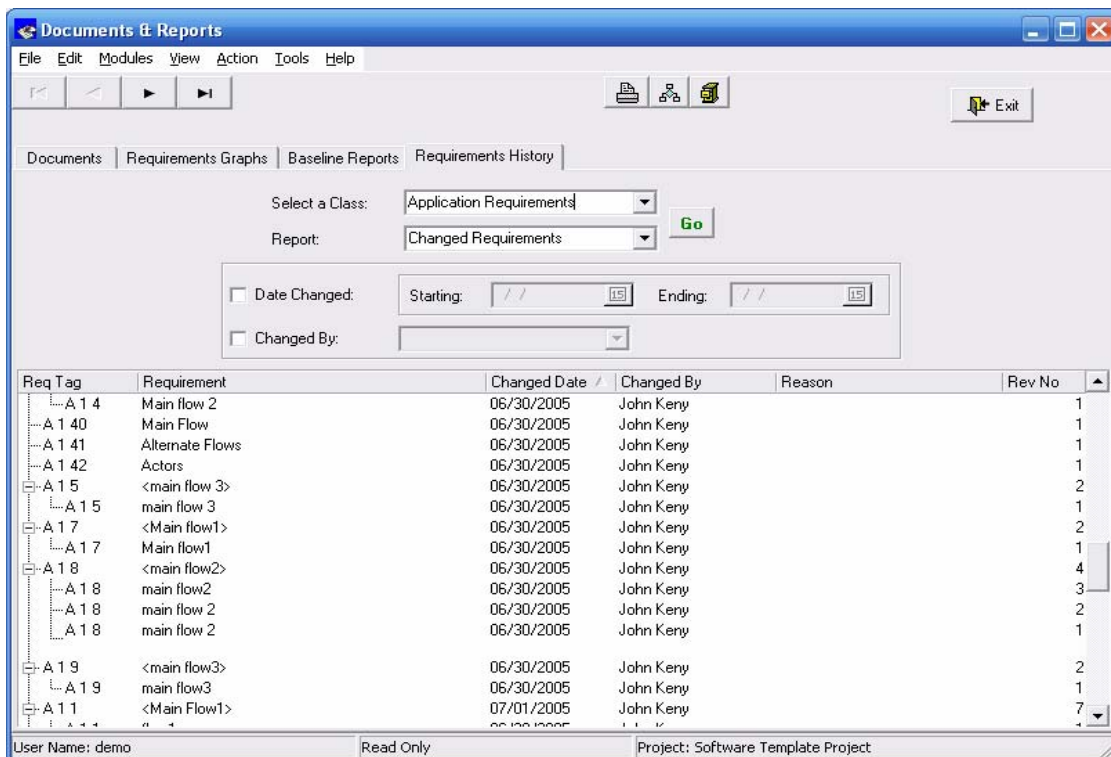 Documents & Reports
File Edit Modules View Action Tools Help
Exit
Documents Requirements Graphs Baseline Reports Requirements History
Select a Class: Application Requirements
Go
Report: Changed Requirements
Date Changed: Starting: / / 15 Ending: / / 15
Changed By:
Req Tag Requirement Changed Date Changed By Reason Rev No
A 1 4 Main flow 2 06/30/2005 John Keny 1
A 1 40 Main Flow 06/30/2005 John Keny 1
A 1 41 Alternate Flows 06/30/2005 John Keny 1
A 1 42 Actors 06/30/2005 John Keny 1
A 1 5 <main flow 3> 06/30/2005 John Keny 2
A 1 5 main flow 3 06/30/2005 John Keny 1
A 1 7 <Main flow1> 06/30/2005 John Keny 2
A 1 7 Main flow1 06/30/2005 John Keny 1
A 1 8 <main flow2> 06/30/2005 John Keny 4
A 1 8 main flow2 06/30/2005 John Keny 3
A 1 8 main flow 2 06/30/2005 John Keny 2
A 1 8 main flow 2 06/30/2005 John Keny 1
A 1 9 <main flow3> 06/30/2005 John Keny 2
A 1 9 main flow3 06/30/2005 John Keny 1
A 1 1 <Main Flow1> 07/01/2005 John Keny 7
User Name: demo Read Only Project: Software Template Project